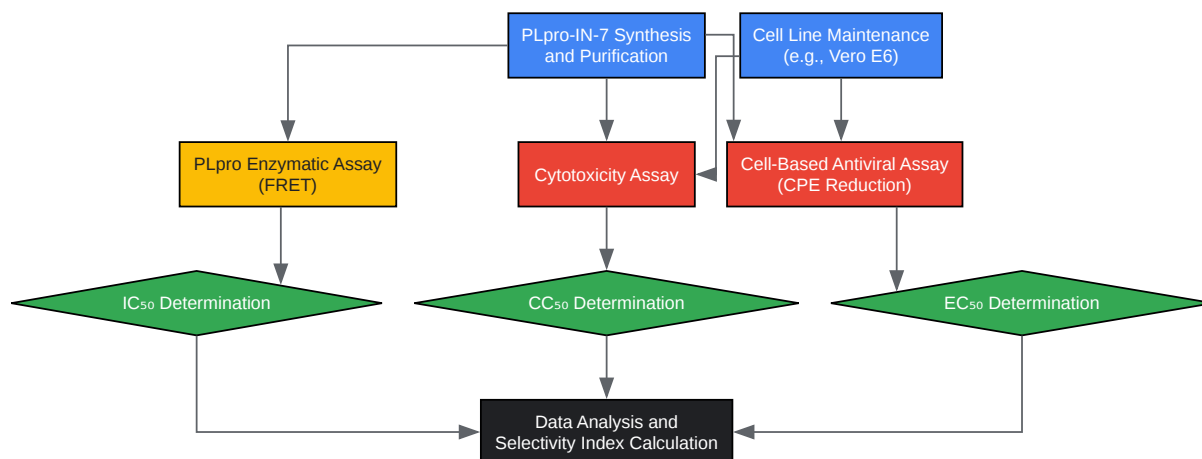 PLpro-IN-7 Synthesis
and Purification
Cell Line Maintenance
(e.g., Vero E6)
PLpro Enzymatic Assay
(FRET)
Cytotoxicity Assay
Cell-Based Antiviral Assay
(CPE Reduction)
IC₅₀ Determination
CC₅₀ Determination
EC₅₀ Determination
Data Analysis and
Selectivity Index Calculation